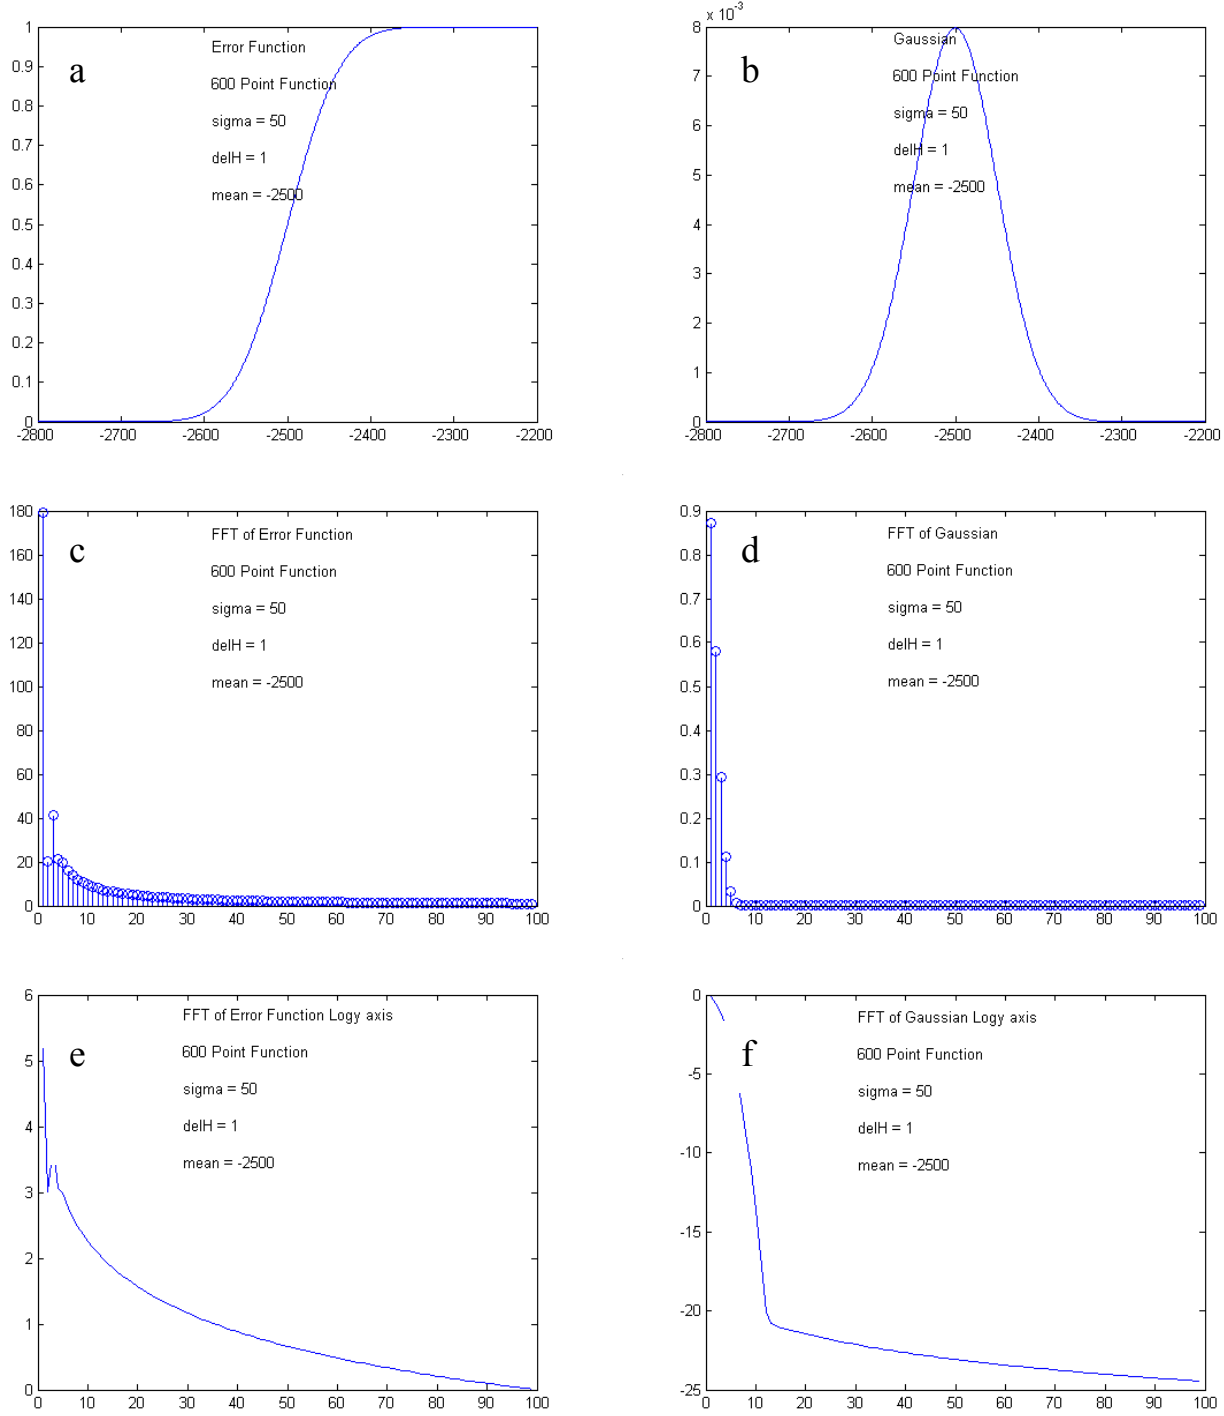 a
Error Function
600 Point Function
sigma = 50
delH = 1
mean = -2500
1
0.9
0.8
0.7
0.6
0.5
0.4
0.3
0.2
0.1
0
-2800 -2700 -2600 -2500 -2400 -2300 -2200
x 10^-3
b
Gaussian
600 Point Function
sigma = 50
delH = 1
mean = -2500
8
7
6
5
4
3
2
1
0
-2800 -2700 -2600 -2500 -2400 -2300 -2200
c
FFT of Error Function
600 Point Function
sigma = 50
delH = 1
mean = -2500
180
160
140
120
100
80
60
40
20
0
0 10 20 30 40 50 60 70 80 90 100
d
FFT of Gaussian
600 Point Function
sigma = 50
delH = 1
mean = -2500
0.9
0.8
0.7
0.6
0.5
0.4
0.3
0.2
0.1
0
0 10 20 30 40 50 60 70 80 90 100
e
FFT of Error Function Logy axis
600 Point Function
sigma = 50
delH = 1
mean = -2500
6
5
4
3
2
1
0
0 10 20 30 40 50 60 70 80 90 100
f
FFT of Gaussian Logy axis
600 Point Function
sigma = 50
delH = 1
mean = -2500
0
-5
-10
-15
-20
-25
0 10 20 30 40 50 60 70 80 90 100